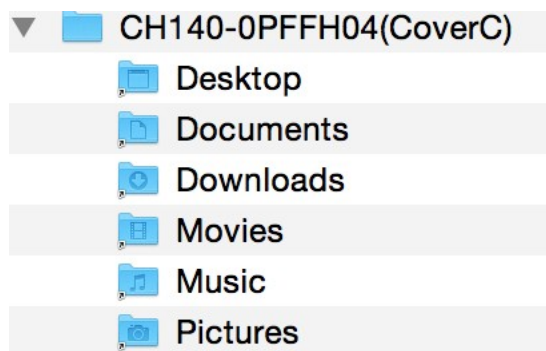 CH140-0PFFH04(CoverC)
Desktop
Documents
Downloads
Movies
Music
Pictures